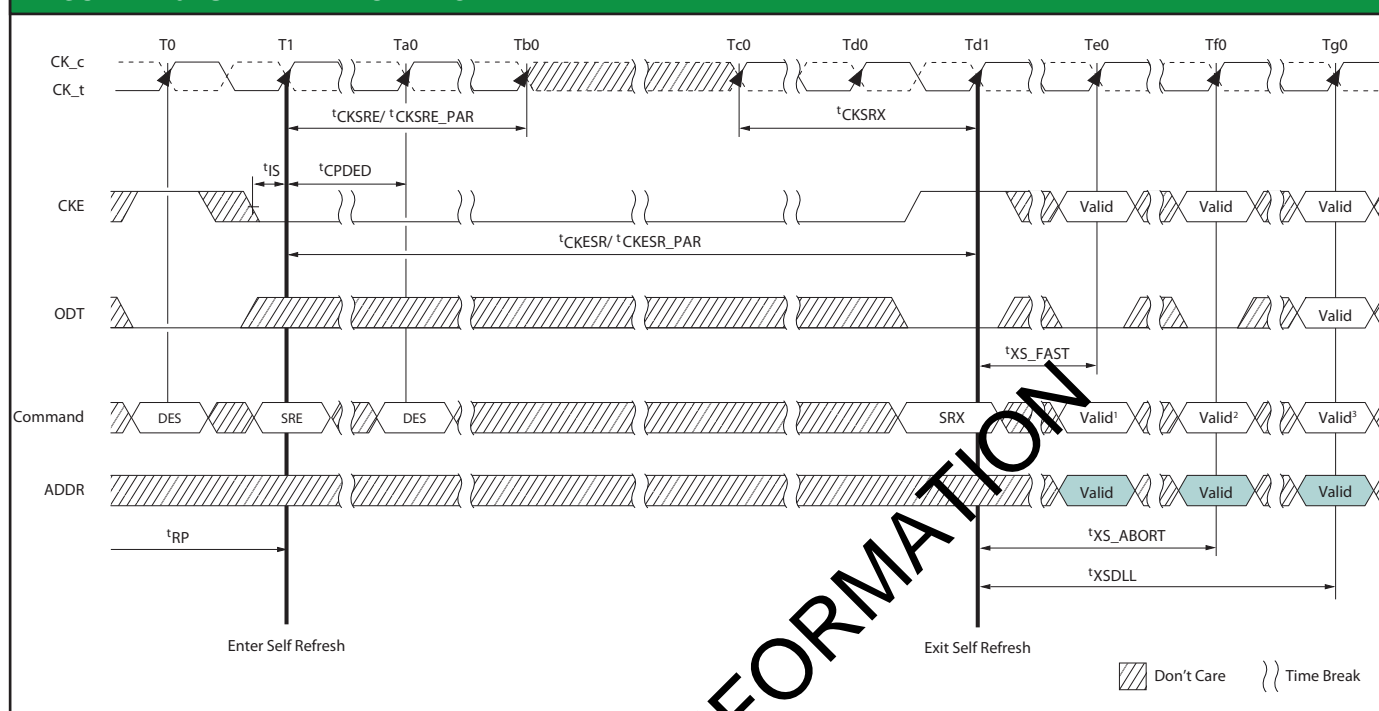 T0 T1 Ta0 Tb0 Tc0 Td0 Td1 Te0 Tf0 Tg0
CK_c
CK_t
tCKSRE/ tCKSRE_PAR
tCKSRX
tIS
tCPDED
CKE
Valid Valid Valid
tCKESR/ tCKESR_PAR
ODT
Valid
tXS_FAST
Command
DES SRE DES SRX Valid1 Valid2 Valid3
ADDR
Valid Valid Valid
tRP
tXS_ABORT
tXSDLL
Enter Self Refresh
Exit Self Refresh
Don't Care
Time Break
FORMATION